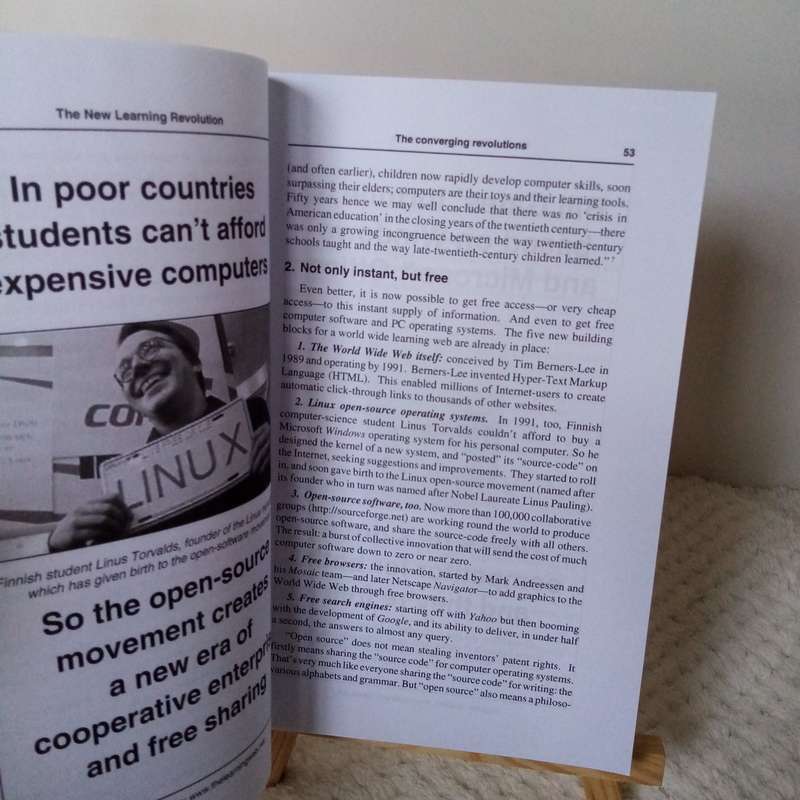 The New Learning Revolution
In poor countries
students can't afford
expensive computers
LINUX
Finnish student Linus Torvalds, founder of the Linux
which has given birth to the open-software
So the open-source
movement creates
a new era of
cooperative
and free sharing
The converging revolutions
53
(and often earlier), children now rapidly develop computer skills, soon
surpassing their elders; computers are their toys and their learning tools.
Fifty years hence we may well conclude that there was no 'crisis in
American education' in the closing years of the twentieth century—there
was only a growing incongruence between the way twentieth-century
schools taught and the way late-twentieth-century children learned." 7
2. Not only instant, but free
Even better, it is now possible to get free access—or very cheap
access—to this instant supply of information. And even to get free
computer software and PC operating systems. The five new building
blocks for a world wide learning web are already in place:
1. The World Wide Web itself: conceived by Tim Berners-Lee in
1989 and operating by 1991. Berners-Lee invented Hyper-Text Markup
Language (HTML). This enabled millions of Internet-users to create
automatic click-through links to thousands of other websites.
2. Linux open-source operating systems. In 1991, too, Finnish
computer-science student Linus Torvalds couldn't afford to buy a
Microsoft Windows operating system for his personal computer. So he
designed the kernel of a new system, and "posted" its "source-code" on
the Internet, seeking suggestions and improvements. They started to roll
in, and soon gave birth to the Linux open-source movement (named after
its founder who in turn was named after Nobel Laureate Linus Pauling).
3. Open-source software, too. Now more than 100,000 collaborative
groups (http://sourceforge.net) are working round the world to produce
open-source software, and share the source-code freely with all others.
The result: a burst of collective innovation that will send the cost of much
computer software down to zero or near zero.
4. Free browsers: the innovation, started by Mark Andreessen and
his Mosaic team—and later Netscape Navigator—to add graphics to the
World Wide Web through free browsers.
5. Free search engines: starting off with Yahoo but then booming
with the development of Google, and its ability to deliver, in under half
a second, the answers to almost any query.
"Open source" does not mean stealing inventors' patent rights. It
firstly means sharing the "source code" for computer operating systems.
That's very much like everyone sharing the "source code" for writing: the
various alphabets and grammar. But "open source" also means a philoso-